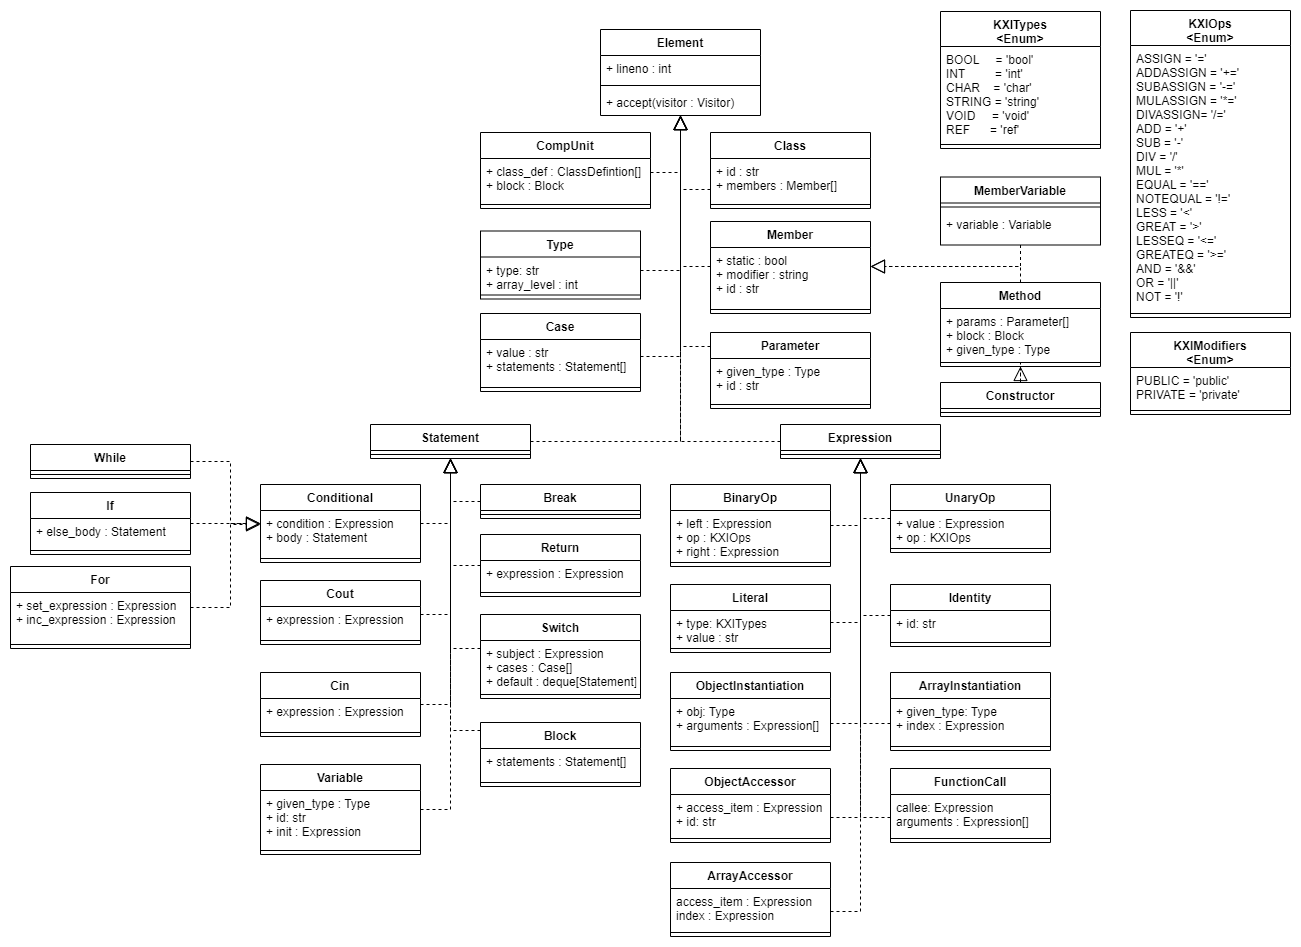 Element
+ lineno : int
+ accept(visitor : Visitor)
KXITypes
<Enum>
BOOL = 'bool'
INT = 'int'
CHAR = 'char'
STRING = 'string'
VOID = 'void'
REF = 'ref'
KXIOps
<Enum>
ASSIGN = '='
ADDASSIGN = '+='
SUBASSIGN = '-='
MULASSIGN = '*='
DIVASSIGN= '/='
ADD = '+'
SUB = '-'
DIV = '/'
MUL = '*'
EQUAL = '=='
NOTEQUAL = '!='
LESS = '<'
GREAT = '>'
LESSEQ = '<='
GREATEQ = '>='
AND = '&&'
OR = '||'
NOT = '!'
CompUnit
+ class_def : ClassDefintion[]
+ block : Block
Class
+ id : str
+ members : Member[]
MemberVariable
+ variable : Variable
Type
+ type: str
+ array_level : int
Member
+ static : bool
+ modifier : string
+ id : str
Method
+ params : Parameter[]
+ block : Block
+ given_type : Type
Case
+ value : str
+ statements : Statement[]
Parameter
+ given_type : Type
+ id : str
Constructor
KXIModifiers
<Enum>
PUBLIC = 'public'
PRIVATE = 'private'
Statement
Expression
While
If
+ else_body : Statement
For
+ set_expression : Expression
+ inc_expression : Expression
Conditional
+ condition : Expression
+ body : Statement
Cout
+ expression : Expression
Cin
+ expression : Expression
Variable
+ given_type : Type
+ id: str
+ init : Expression
Break
Return
+ expression : Expression
Switch
+ subject : Expression
+ cases : Case[]
+ default : deque[Statement]
Block
+ statements : Statement[]
BinaryOp
+ left : Expression
+ op : KXIOps
+ right : Expression
UnaryOp
+ value : Expression
+ op : KXIOps
Literal
+ type: KXITypes
+ value : str
Identity
+ id: str
ObjectInstantiation
+ obj: Type
+ arguments : Expression[]
ArrayInstantiation
+ given_type: Type
+ index : Expression
ObjectAccessor
+ access_item : Expression
+ id: str
FunctionCall
callee: Expression
arguments : Expression[]
ArrayAccessor
access_item : Expression
index : Expression